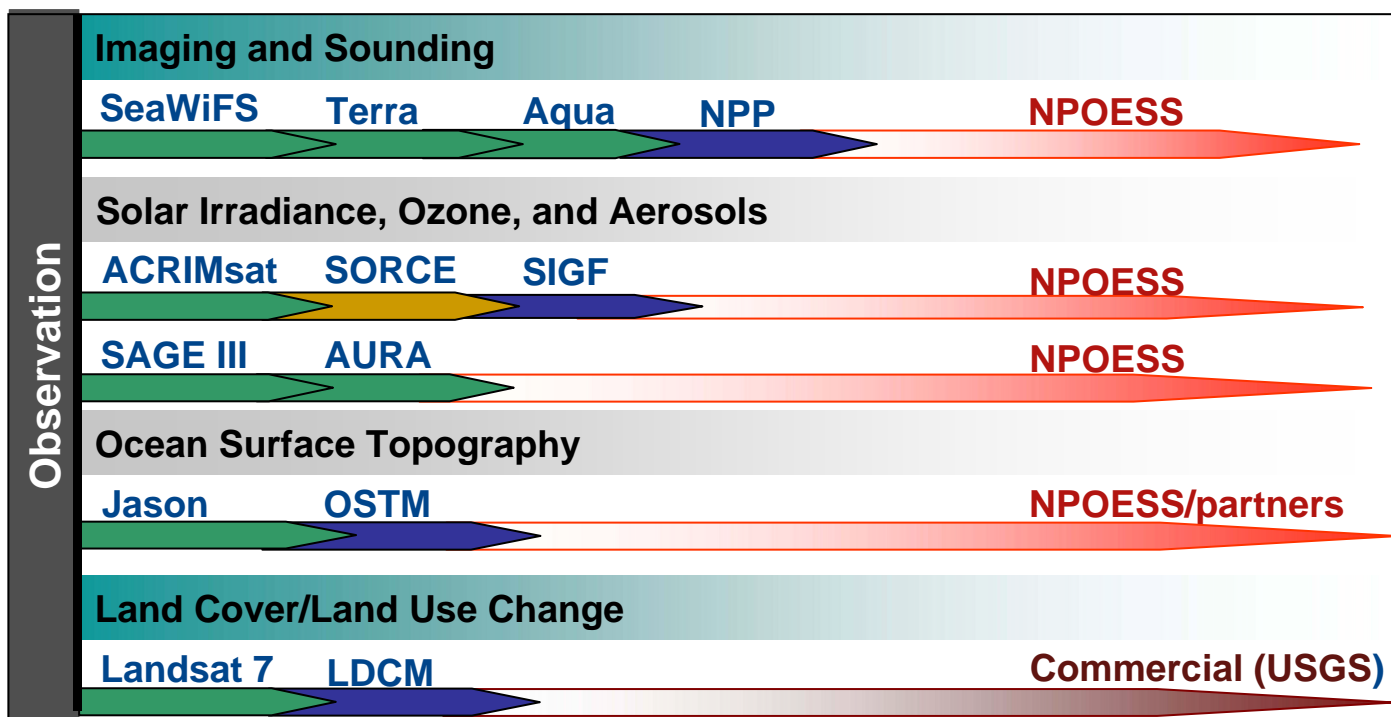 Observation
Imaging and Sounding
SeaWiFS Terra Aqua NPP NPOESS
Solar Irradiance, Ozone, and Aerosols
ACRIMsat SORCE SIGF NPOESS
SAGE III AURA NPOESS
Ocean Surface Topography
Jason OSTM NPOESS/partners
Land Cover/Land Use Change
Landsat 7 LDCM Commercial (USGS)